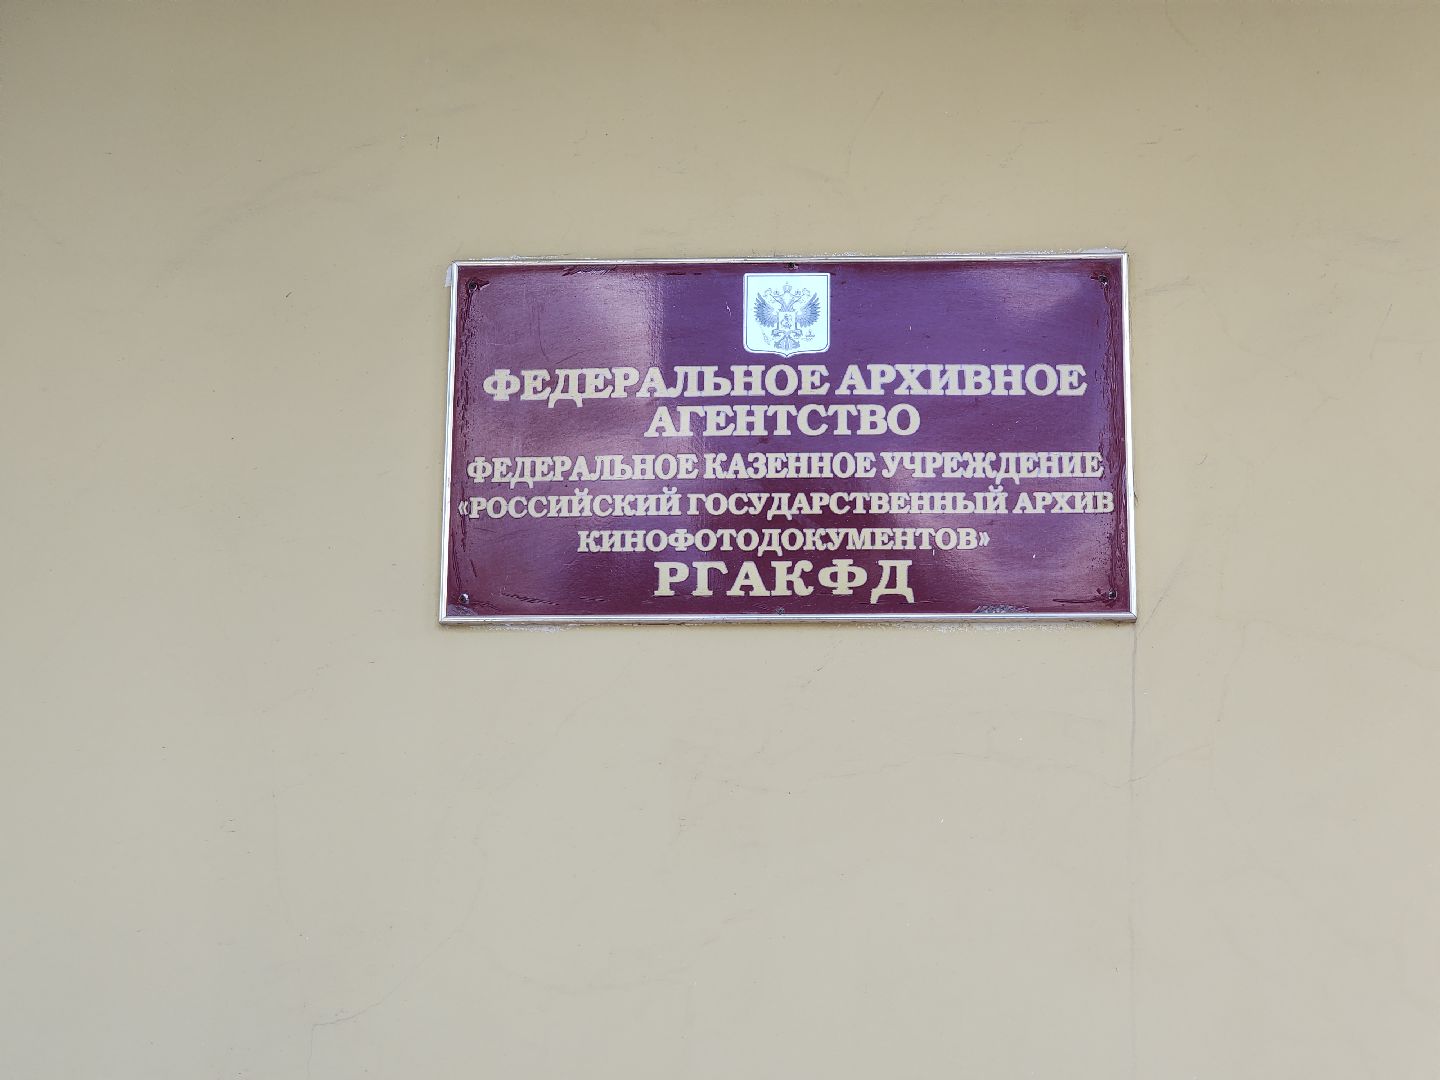 ФЕДЕРАЛЬНОЕ АРХИВНОЕ
АГЕНТСТВО
ФЕДЕРАЛЬНОЕ КАЗЕННОЕ УЧРЕЖДЕНИЕ
«РОССИЙСКИЙ ГОСУДАРСТВЕННЫЙ АРХИВ
КИНОФОТОДОКУМЕНТОВ»
РГАКФД